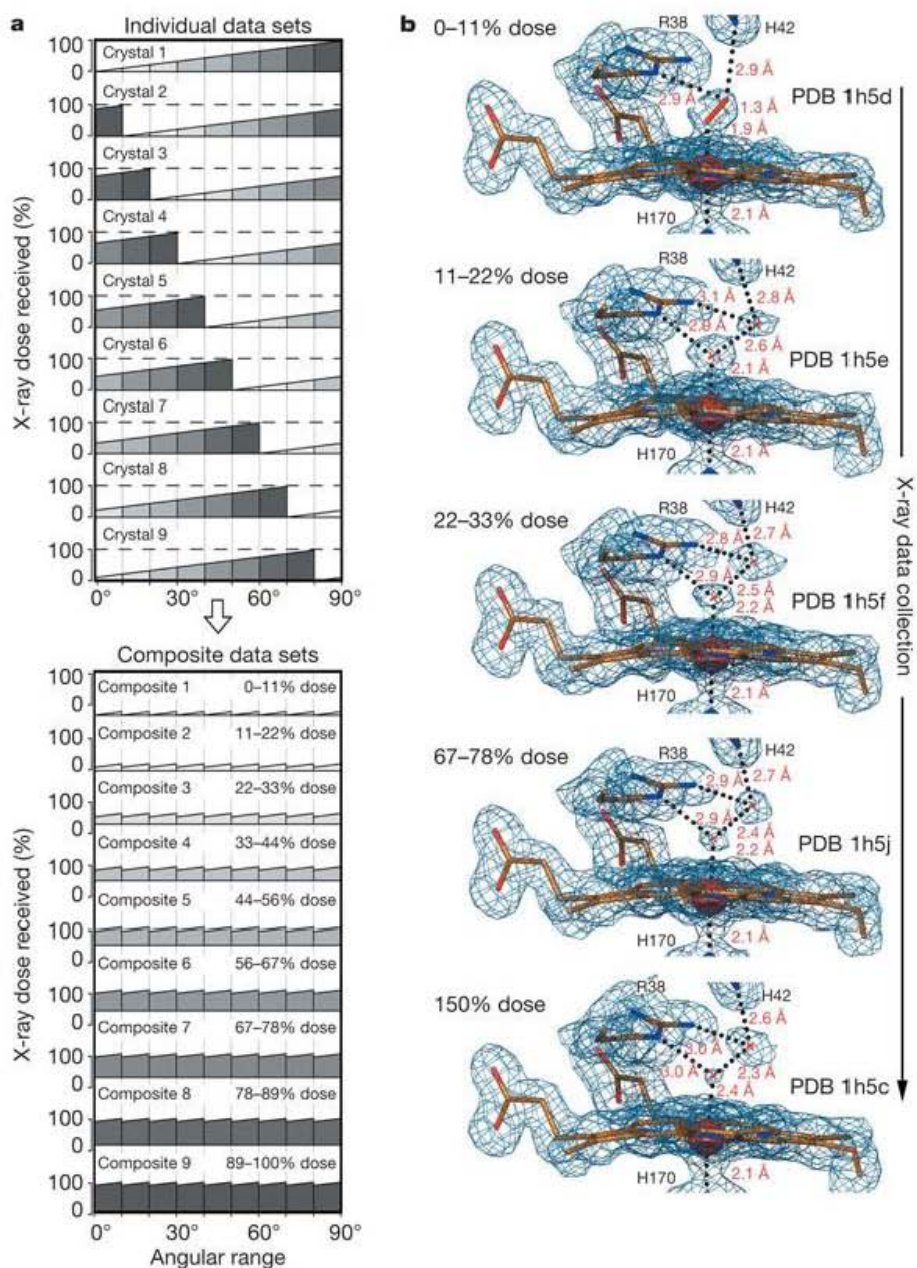 a
Individual data sets
X-ray dose received (%)
100
0
Crystal 1
100
0
Crystal 2
100
0
Crystal 3
100
0
Crystal 4
100
0
Crystal 5
100
0
Crystal 6
100
0
Crystal 7
100
0
Crystal 8
100
0
Crystal 9
0° 30° 60° 90°
Composite data sets
X-ray dose received (%)
100
0
Composite 1 0–11% dose
100
0
Composite 2 11–22% dose
100
0
Composite 3 22–33% dose
100
0
Composite 4 33–44% dose
100
0
Composite 5 44–56% dose
100
0
Composite 6 56–67% dose
100
0
Composite 7 67–78% dose
100
0
Composite 8 78–89% dose
100
0
Composite 9 89–100% dose
0° 30° 60° 90°
Angular range
b
0–11% dose
R38
H42
2.9 Å
2.9 Å
1.3 Å
1.9 Å
PDB 1h5d
H170
2.1 Å
11–22% dose
R38
H42
3.1 Å
2.8 Å
2.9 Å
2.6 Å
2.1 Å
PDB 1h5e
H170
2.1 Å
22–33% dose
R38
H42
2.8 Å
2.7 Å
2.9 Å
2.5 Å
2.2 Å
PDB 1h5f
H170
2.1 Å
67–78% dose
R38
H42
2.9 Å
2.7 Å
2.9 Å
2.4 Å
2.2 Å
PDB 1h5j
H170
2.1 Å
150% dose
R38
H42
2.6 Å
3.0 Å
3.0 Å
2.3 Å
2.4 Å
PDB 1h5c
H170
2.1 Å
X-ray data collection